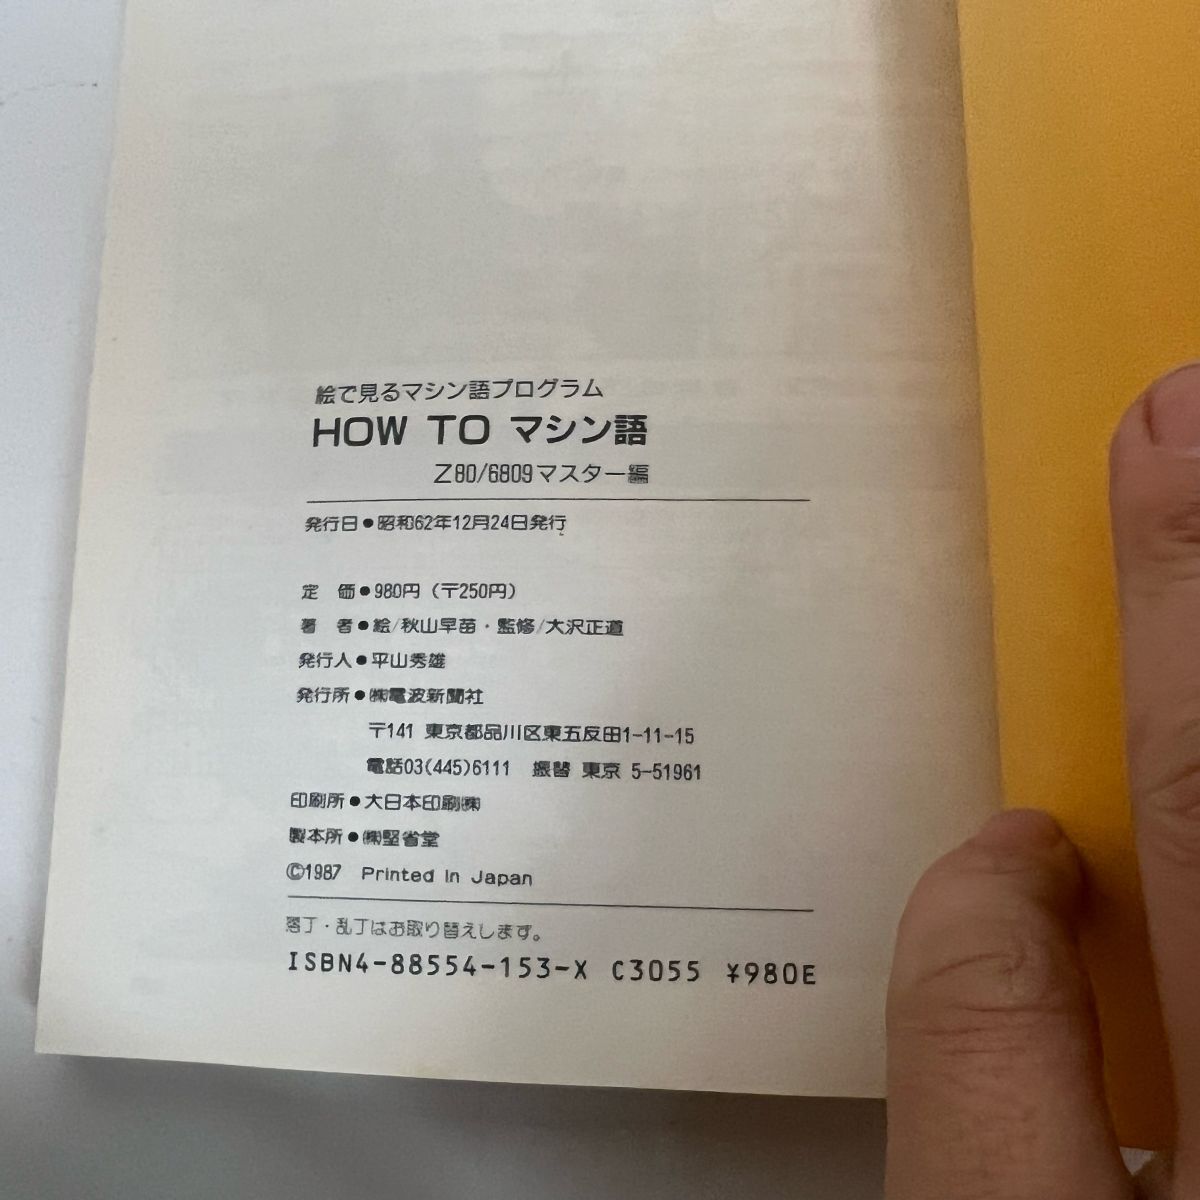 絵で見るマシン語プログラム
HOW TO マシン語
Z80/6809マスター編
発行日●昭和62年12月24日発行
定　価●980円（〒250円）
著　者●絵/秋山早苗・監修/大沢正道
発行人●平山秀雄
発行所●㈱電波新聞社
〒141 東京都品川区東五反田1-11-15
電話03(445)6111 振替 東京 5-51961
印刷所●大日本印刷㈱
製本所●㈱堅省堂
©1987 Printed in Japan
落丁・乱丁はお取り替えします。
ISBN4-88554-153-X C3055 ¥980E